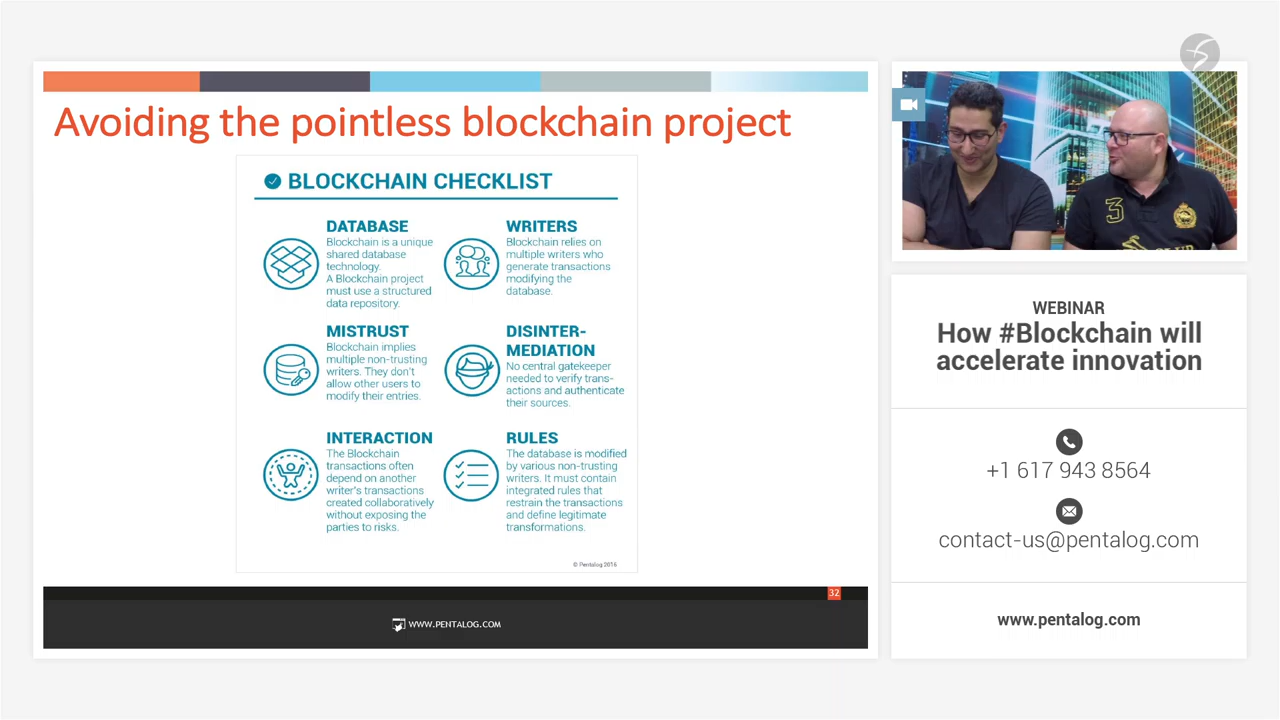 Avoiding the pointless blockchain project
BLOCKCHAIN CHECKLIST
DATABASE
Blockchain is a unique
shared database
technology.
A Blockchain project
must use a structured
data repository.
WRITERS
Blockchain relies on
multiple writers who
generate transactions
modifying the
database.
MISTRUST
Blockchain implies
multiple non-trusting
writers. They don't
allow other users to
modify their entries.
DISINTER-
MEDIATION
No central gatekeeper
needed to verify trans-
actions and authenticate
their sources.
INTERACTION
The Blockchain
transactions often
depend on another
writer's transactions
created collaboratively
without exposing the
parties to risks.
RULES
The database is modified
by various non-trusting
writers. It must contain
integrated rules that
restrain the transactions
and define legitimate
transformations.
© Pentalog 2016
32
WWW.PENTALOG.COM
3
WEBINAR
How #Blockchain will
accelerate innovation
+1 617 943 8564
contact-us@pentalog.com
www.pentalog.com